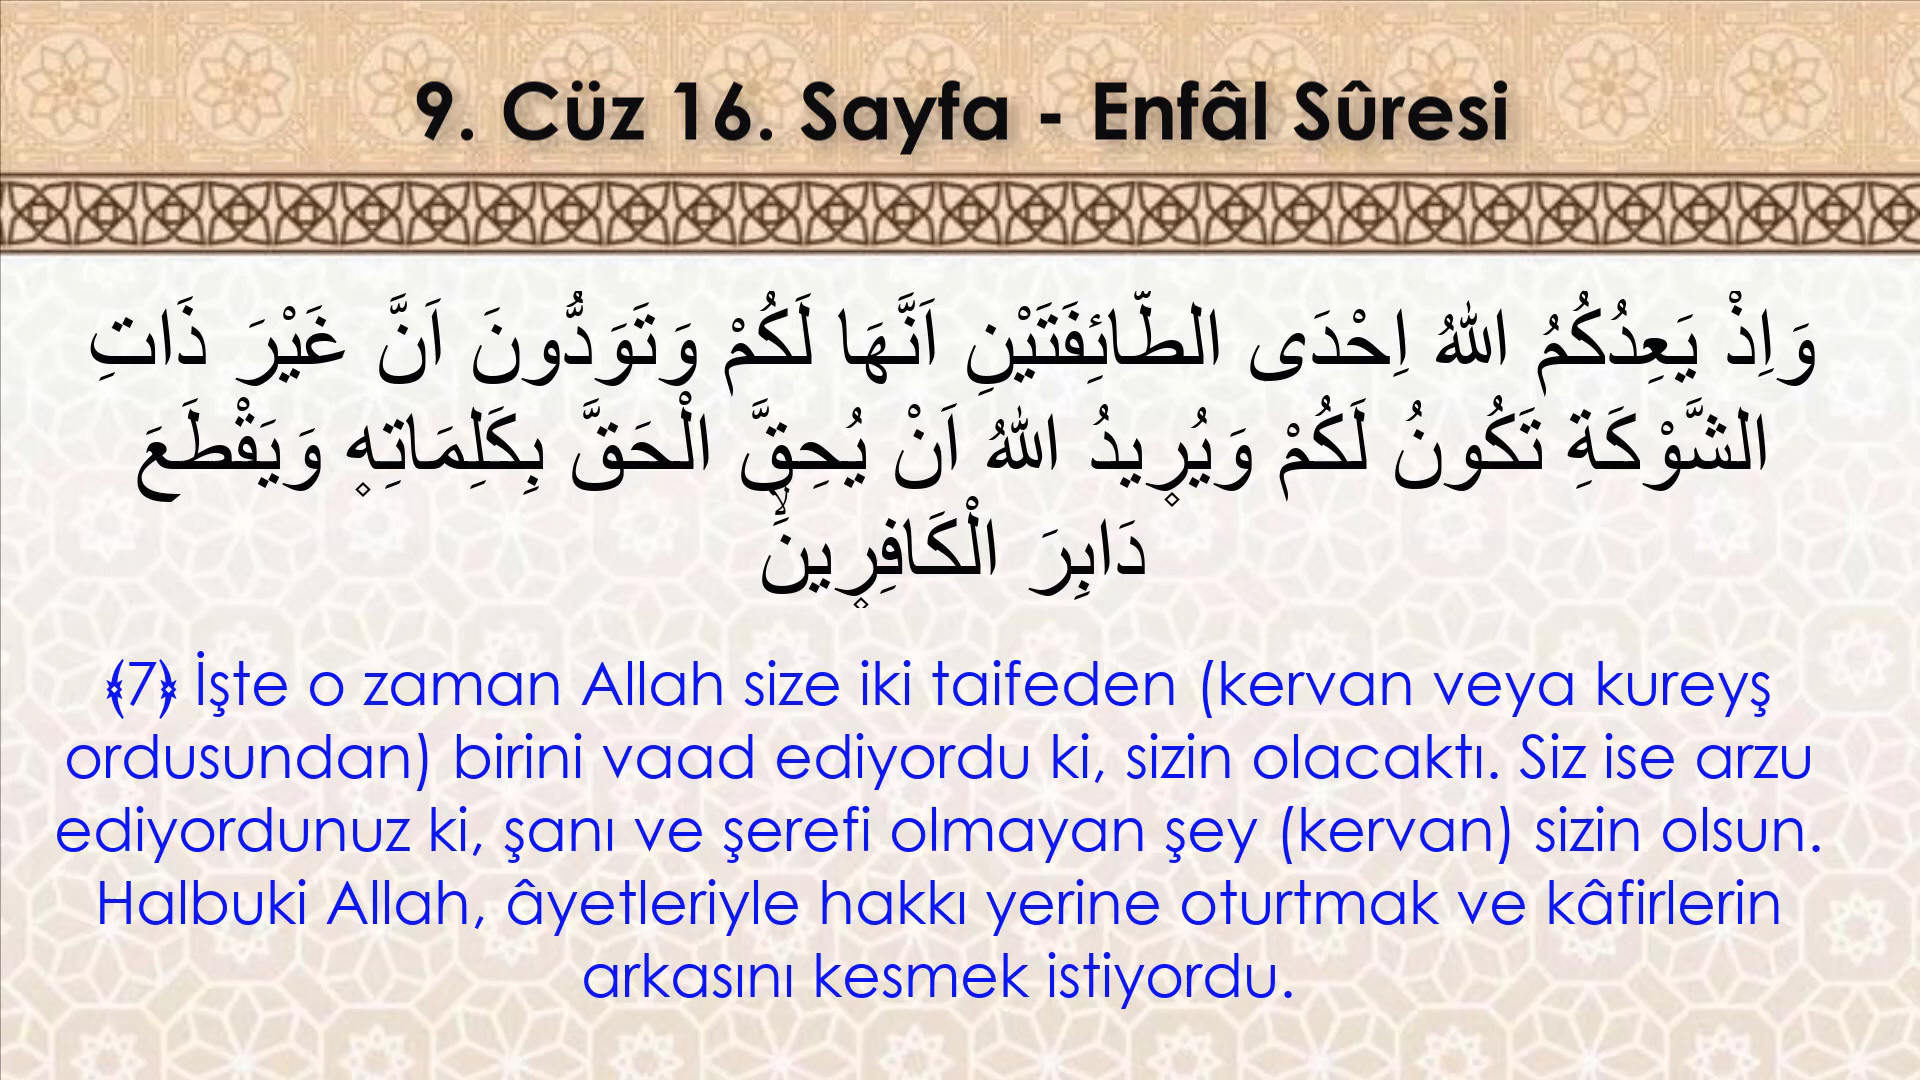 9. Cüz 16. Sayfa - Enfâl Sûresi
وَاِذْ يَعِدُكُمُ اللهُ اِحْدَى الطَّائِفَتَيْنِ اَنَّهَا لَكُمْ وَتَوَدُّونَ اَنَّ غَيْرَ ذَاتِ
الشَّوْكَةِ تَكُونُ لَكُمْ وَيُر۪يدُ اللهُ اَنْ يُحِقَّ الْحَقَّ بِكَلِمَاتِه۪ وَيَقْطَعَ
دَابِرَ الْكَافِر۪ينَۙ
﴾7﴿ İşte o zaman Allah size iki taifeden (kervan veya kureyş
ordusundan) birini vaad ediyordu ki, sizin olacaktı. Siz ise arzu
ediyordunuz ki, şanı ve şerefi olmayan şey (kervan) sizin olsun.
Halbuki Allah, âyetleriyle hakkı yerine oturtmak ve kâfirlerin
arkasını kesmek istiyordu.